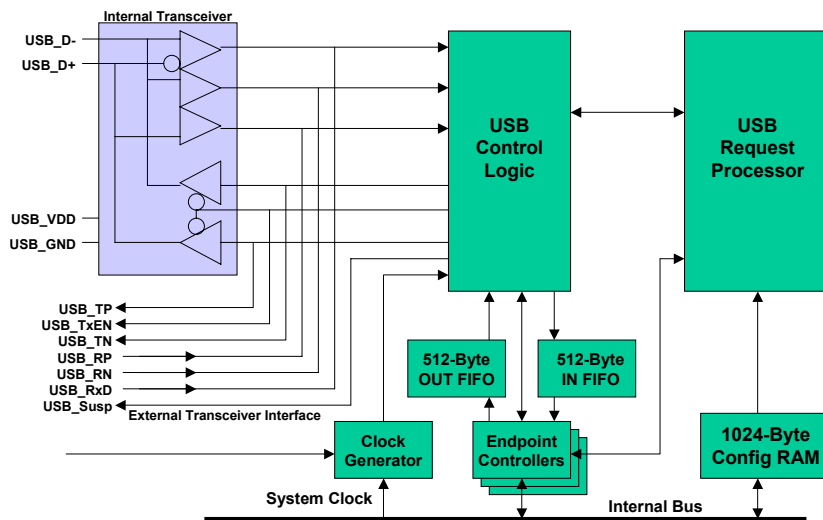 Internal Transceiver
USB_D-
USB_D+
USB_VDD
USB_GND
USB_TP
USB_TxEN
USB_TN
USB_RP
USB_RN
USB_RxD
USB_Susp
External Transceiver Interface
USB
Control
Logic
USB
Request
Processor
512-Byte
OUT FIFO
512-Byte
IN FIFO
Clock
Generator
Endpoint
Controllers
1024-Byte
Config RAM
System Clock
Internal Bus